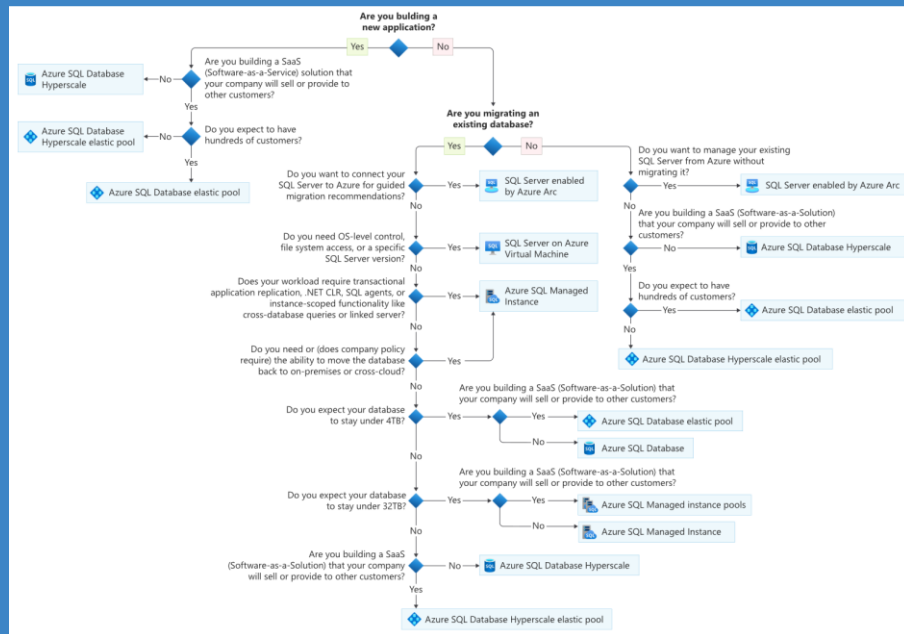 Are you bulding a
new application?
Yes
No
Are you building a SaaS
(Software-as-a-Service) solution that
your company will sell or provide to
other customers?
No
Azure SQL Database
Hyperscale
Yes
Do you expect to have
hundreds of customers?
No
Azure SQL Database
Hyperscale elastic pool
Yes
Azure SQL Database elastic pool
Are you migrating an
existing database?
Yes
No
Do you want to connect your
SQL Server to Azure for guided
migration recommendations?
Yes
SQL Server enabled
by Azure Arc
No
Do you need OS-level control,
file system access, or a specific
SQL Server version?
Yes
SQL Server on Azure
Virtual Machine
No
Does your workload require transactional
application replication, .NET CLR, SQL agents, or
instance-scoped functionality like
cross-database queries or linked server?
Yes
Azure SQL Managed
Instance
No
Do you need or (does company policy
require) the ability to move the database
back to on-premises or cross-cloud?
Yes
No
Do you want to manage your existing
SQL Server from Azure without
migrating it?
Yes
SQL Server enabled by Azure Arc
No
Are you building a SaaS (Software-as-a-Solution)
that your company will sell or provide to other
customers?
No
Azure SQL Database Hyperscale
Yes
Do you expect to have
hundreds of customers?
Yes
Azure SQL Database elastic pool
No
Azure SQL Database Hyperscale elastic pool
Do you expect your database
to stay under 4TB?
Yes
Are you building a SaaS (Software-as-a-Solution) that
your company will sell or provide to other customers?
Yes
Azure SQL Database elastic pool
No
Azure SQL Database
No
Do you expect your database
to stay under 32TB?
Yes
Are you building a SaaS (Software-as-a-Solution) that
your company will sell or provide to other customers?
Yes
Azure SQL Managed instance pools
No
Azure SQL Managed Instance
No
Are you building a SaaS
(Software-as-a-Solution) that your company
will sell or provide to other customers?
No
Azure SQL Database Hyperscale
Yes
Azure SQL Database Hyperscale elastic pool